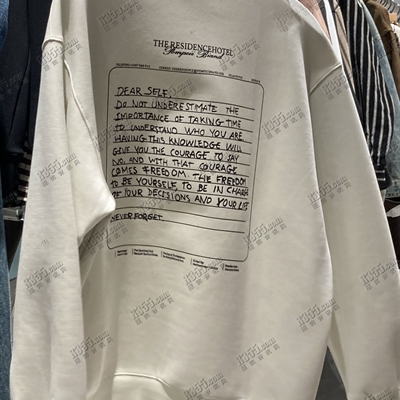 THE RESIDENCEHOTEL
Pompeii Brand
DEAR SELF,
DO NOT UNDERESTIMATE THE
IMPORTANCE OF TAKING TIME
TO UNDERSTAND WHO YOU ARE
HAVING THIS KNOWLEDGE WILL
GIVE YOU THE COURAGE TO SAY
NO, AND WITH THAT COURAGE
COMES FREEDOM. THE FREEDOM
TO BE YOURSELF, TO BE IN CHARGE
OF YOUR DECISIONS AND YOUR LIFE
NEVER FORGET